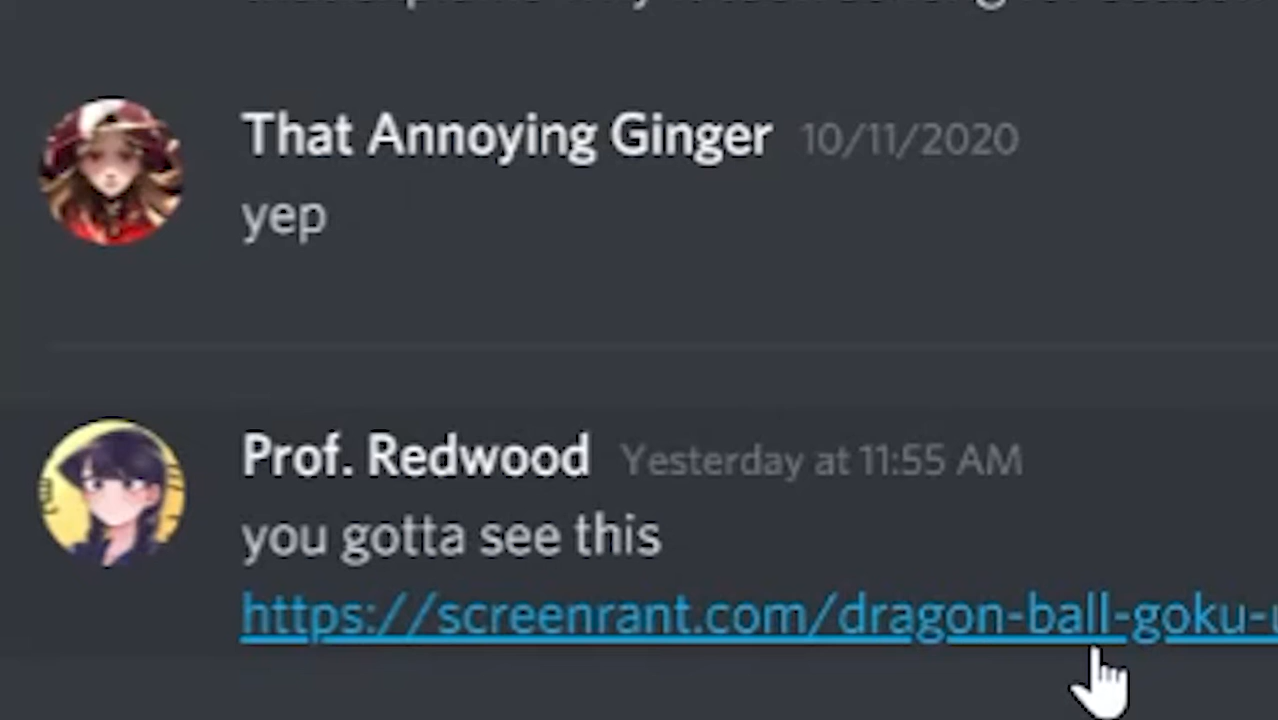 That Annoying Ginger 10/11/2020
yep
Prof. Redwood Yesterday at 11:55 AM
you gotta see this
https://screenrant.com/dragon-ball-goku-